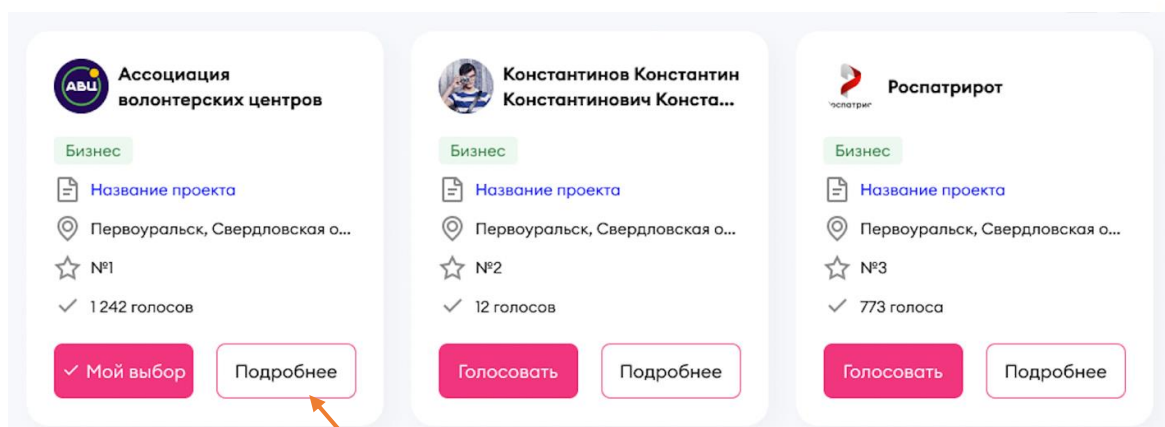 АВЦ
Ассоциация
волонтерских центров
Бизнес
Название проекта
Первоуральск, Свердловская о...
№1
1 242 голосов
Мой выбор
Подробнее
Константинов Константин
Константинович Конста...
Бизнес
Название проекта
Первоуральск, Свердловская о...
№2
12 голосов
Голосовать
Подробнее
Роспатрирот
Бизнес
Название проекта
Первоуральск, Свердловская о...
№3
773 голоса
Голосовать
Подробнее